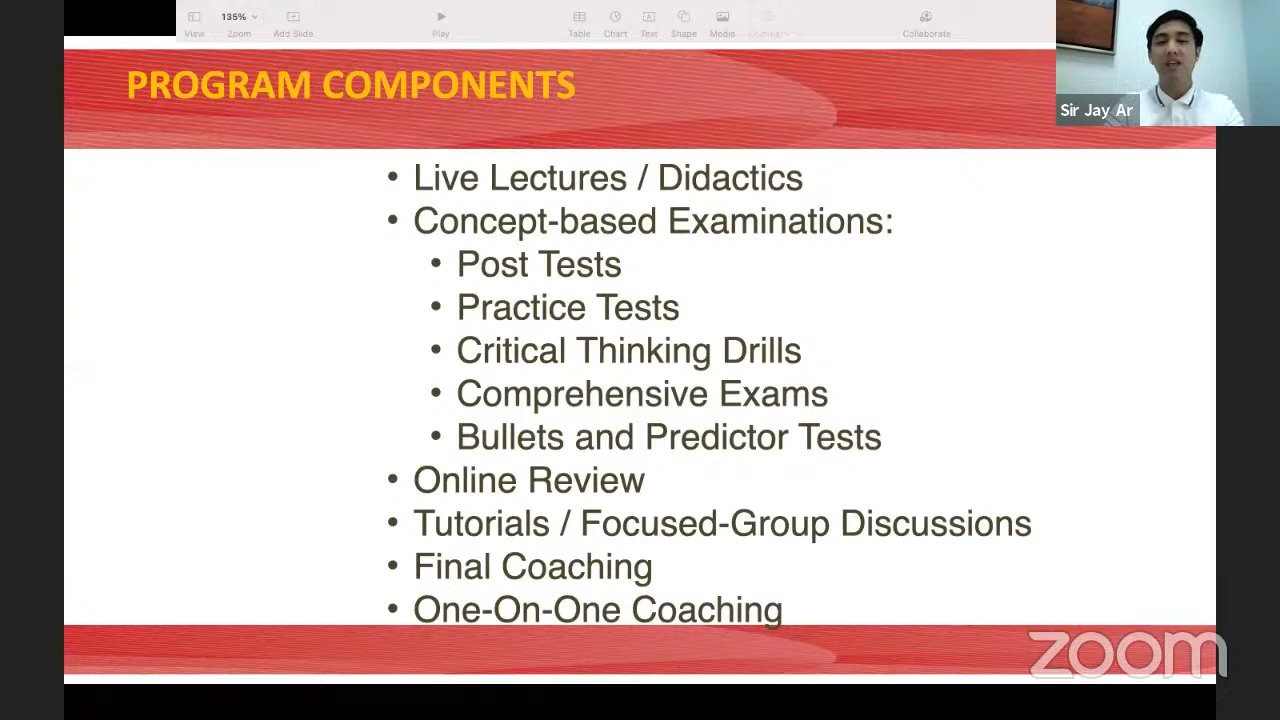 135%
View
Zoom
Add Slide
Play
Table
Chart
Text
Shape
Media
Comment
Collaborate
PROGRAM COMPONENTS
Sir Jay Ar
• Live Lectures / Didactics
• Concept-based Examinations:
• Post Tests
• Practice Tests
• Critical Thinking Drills
• Comprehensive Exams
• Bullets and Predictor Tests
• Online Review
• Tutorials / Focused-Group Discussions
• Final Coaching
• One-On-One Coaching
zoom